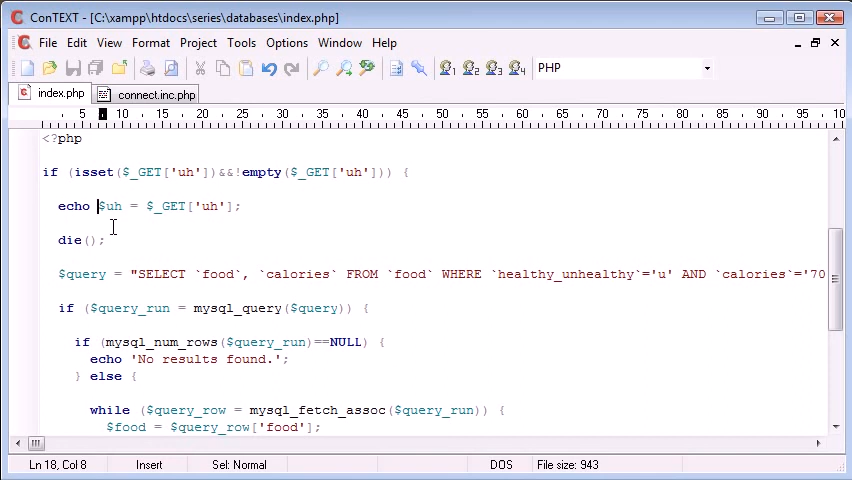 ConTEXT - [C:\xampp\htdocs\series\databases\index.php]
File Edit View Format Project Tools Options Window Help
1 2 3 4 PHP
index.php connect.inc.php
5 10 15 20 25 30 35 40 45 50 55 60 65 70 75 80 85 90 95 10
<?php
if (isset($_GET['uh'])&&!empty($_GET['uh'])) {
echo $uh = $_GET['uh'];
die();
$query = "SELECT `food`, `calories` FROM `food` WHERE `healthy_unhealthy`='u' AND `calories`='70
if ($query_run = mysql_query($query)) {
if (mysql_num_rows($query_run)==NULL) {
echo 'No results found.';
} else {
while ($query_row = mysql_fetch_assoc($query_run)) {
$food = $query_row['food'];
Ln 18, Col 8 Insert Sel: Normal DOS File size: 943